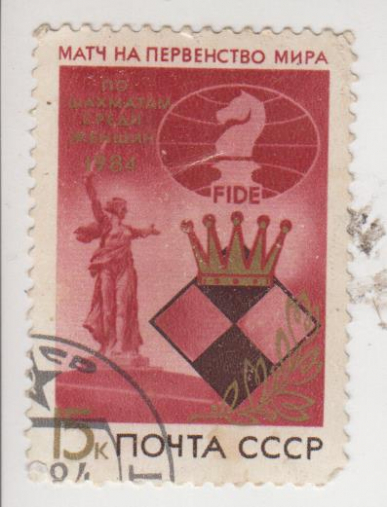 МАТЧ НА ПЕРВЕНСТВО МИРА
ПО
ШАХМАТАМ
СРЕДИ
ЖЕНЩИН
1984
FIDE
15к ПОЧТА СССР